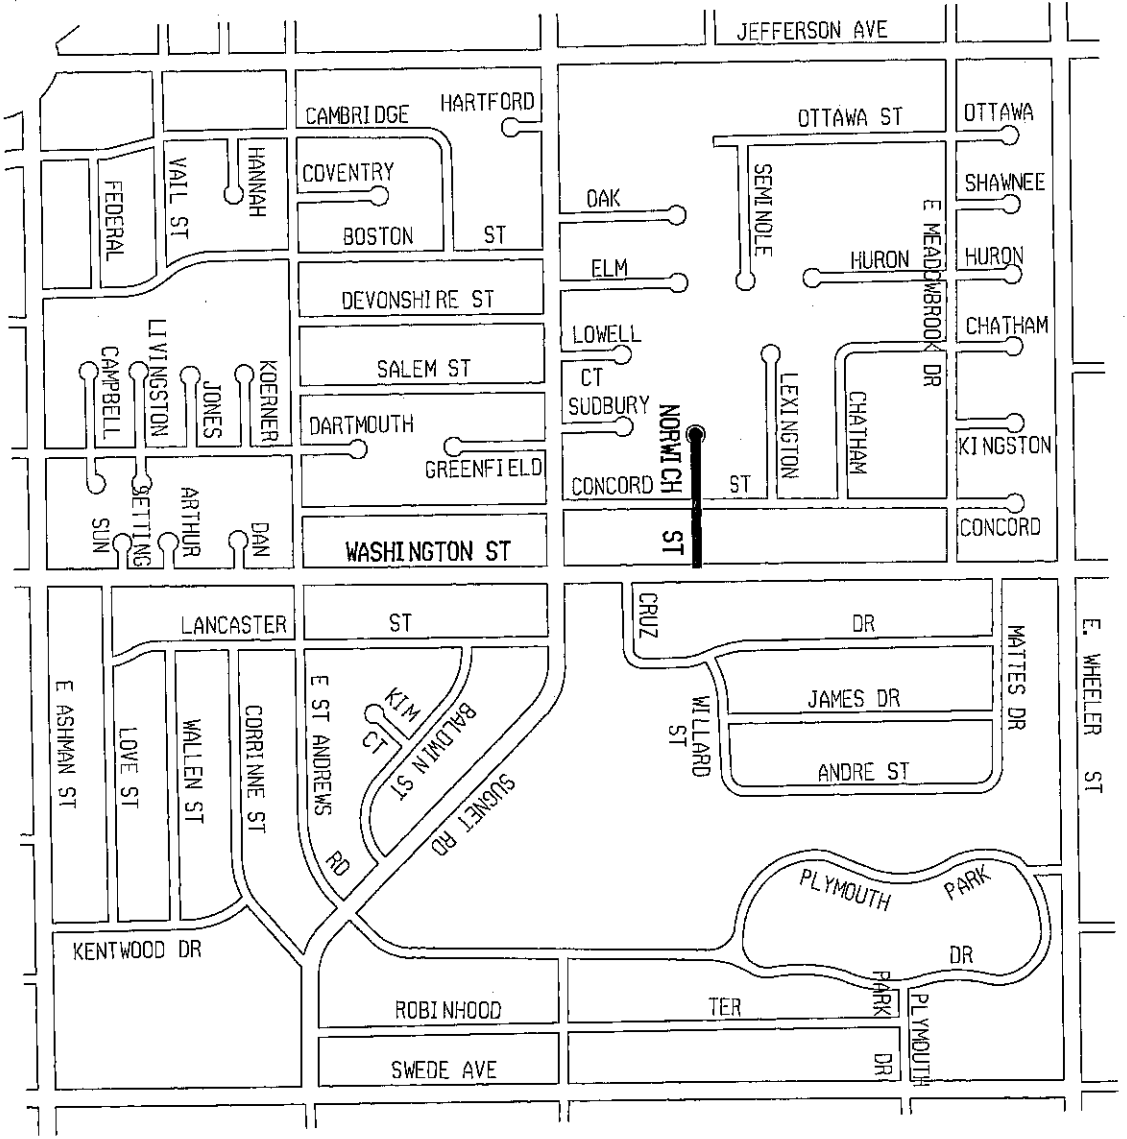 JEFFERSON AVE
HARTFORD
CAMBRIDGE
OTTAWA ST
OTTAWA
HANNAH
VAIL ST
COVENTRY
SEMINOLE
SHAWNEE
FEDERAL
OAK
E MEADOWBROOK DR
BOSTON ST
ELM
HURON
HURON
DEVONSHIRE ST
LIVINGSTON
LOWELL CT
CHATHAM
CAMPBELL
JONES
KOERNER
SALEM ST
LEXINGTON
CHATHAM
SUDBURY
NORWICH ST
DARTMOUTH
GREENFIELD
KINGSTON
CONCORD ST
SETTING SUN
ARTHUR
DAN
CONCORD
WASHINGTON ST
CRUZ DR
LANCASTER ST
MATTES DR
E. WHEELER ST
E ASHMAN ST
LOVE ST
WALLEN ST
CORRINNE ST
E ST ANDREWS RD
KIM CT
BALDWIN ST
SUGNET RD
WILLARD ST
JAMES DR
ANDRE ST
PLYMOUTH PARK DR
KENTWOOD DR
ROBINHOOD TER
PLYMOUTH PARK DR
SWEDE AVE